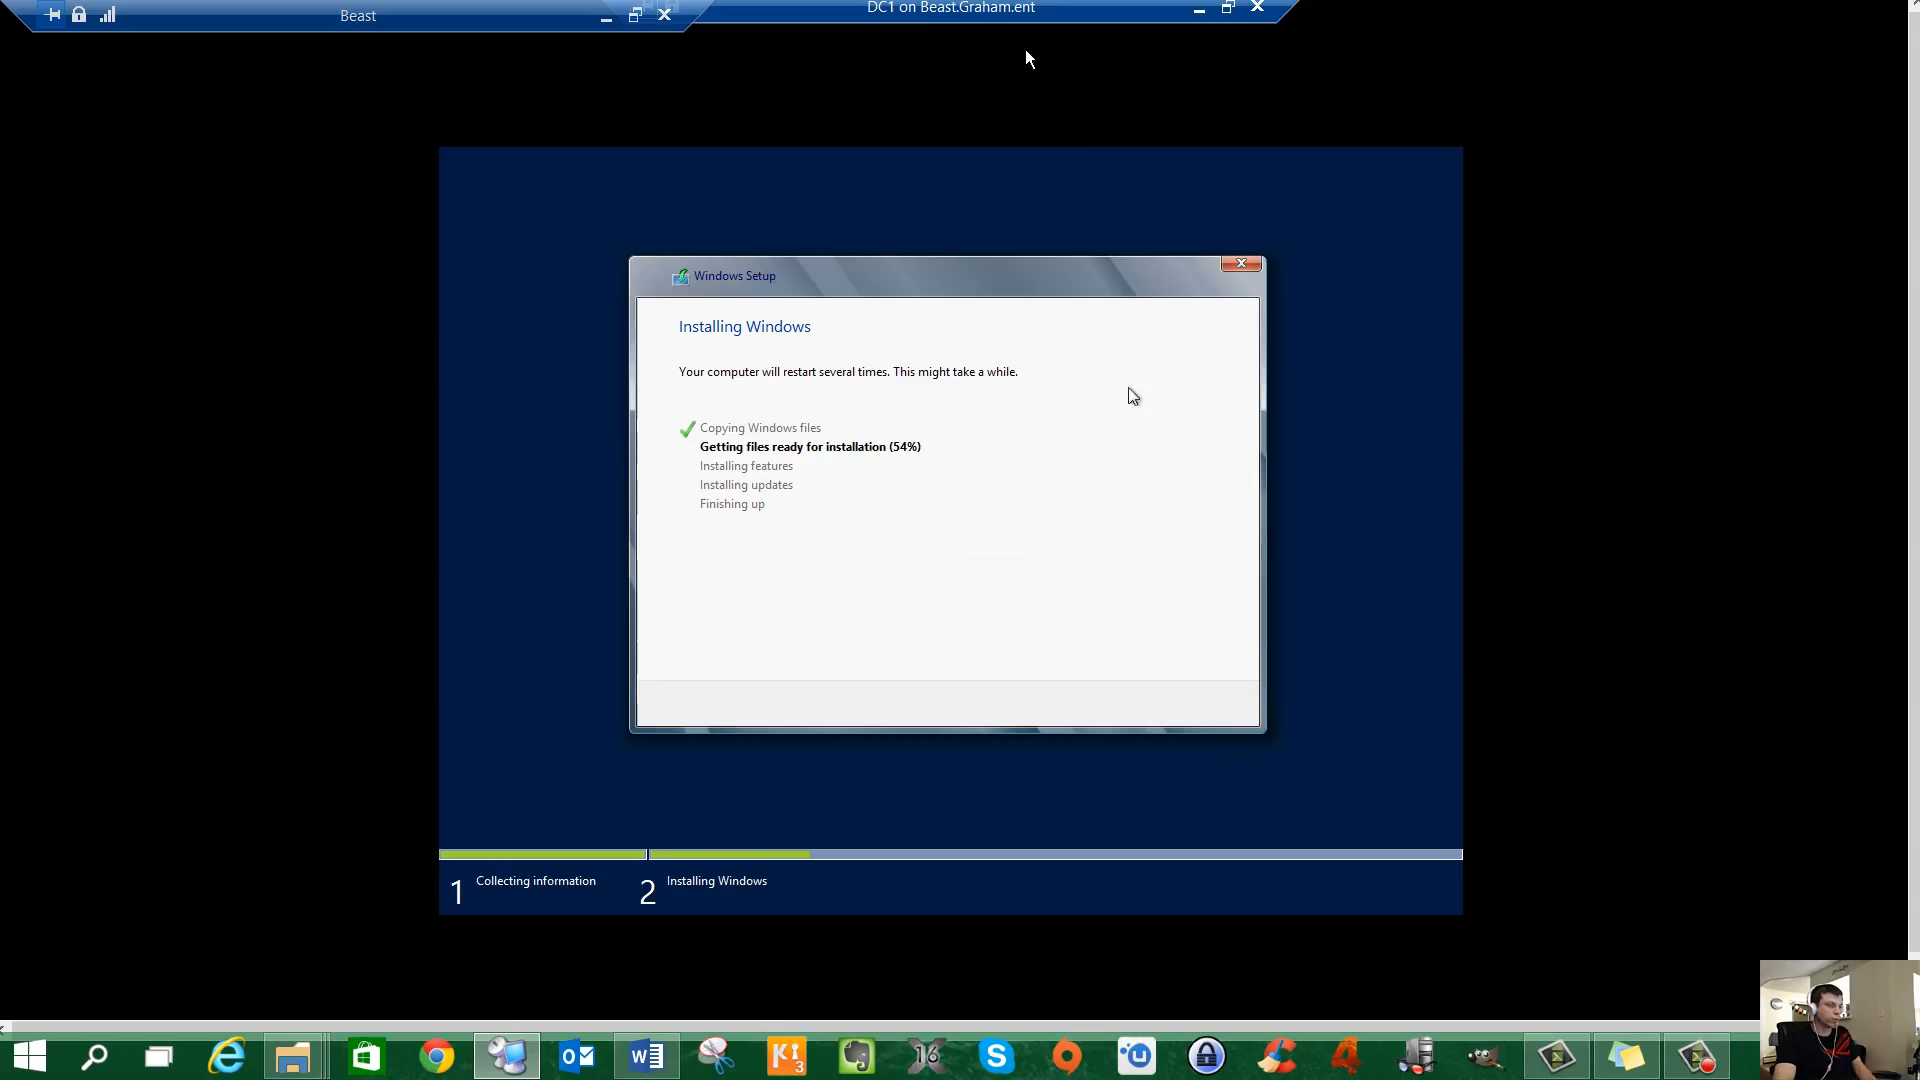 Beast
DC1 on Beast.Graham.ent
Windows Setup
Installing Windows
Your computer will restart several times. This might take a while.
Copying Windows files
Getting files ready for installation (54%)
Installing features
Installing updates
Finishing up
1 Collecting information
2 Installing Windows